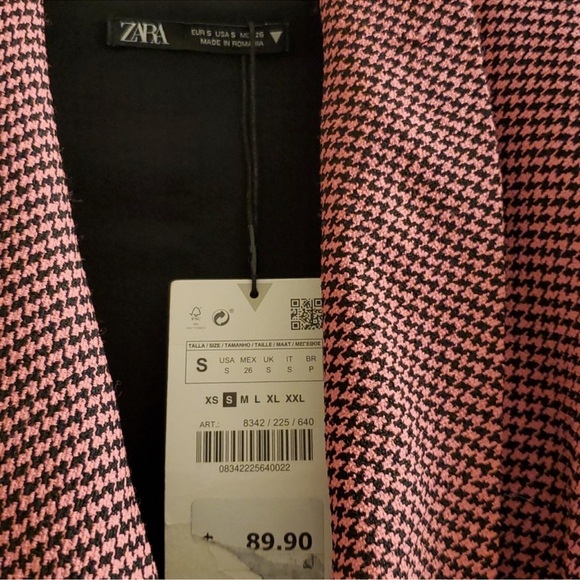 ZARA
EUR S USA S MEX 26
MADE IN ROMANIA
TALLA / SIZE / TAMANHO / TAILLE / MAAT / МЕГЕФОЕ
S
USA MEX UK IT BR
S 26 S S P
XS S M L XL XXL
ART.: 8342 / 225 / 640
08342225640022
89.90